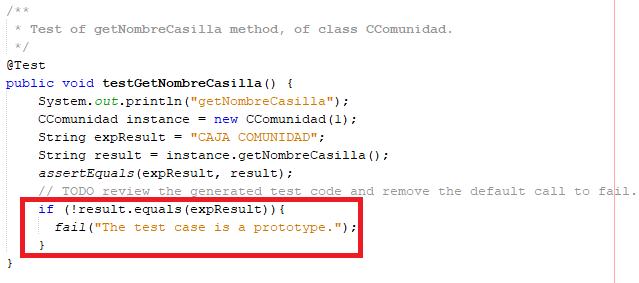 /**
 * Test of getNombreCasilla method, of class CComunidad.
 */
@Test
public void testGetNombreCasilla() {
    System.out.println("getNombreCasilla");
    CComunidad instance = new CComunidad(1);
    String expResult = "CAJA COMUNIDAD";
    String result = instance.getNombreCasilla();
    assertEquals(expResult, result);
    // TODO review the generated test code and remove the default call to fail.
    if (!result.equals(expResult)){
      fail("The test case is a prototype.");
    }
}